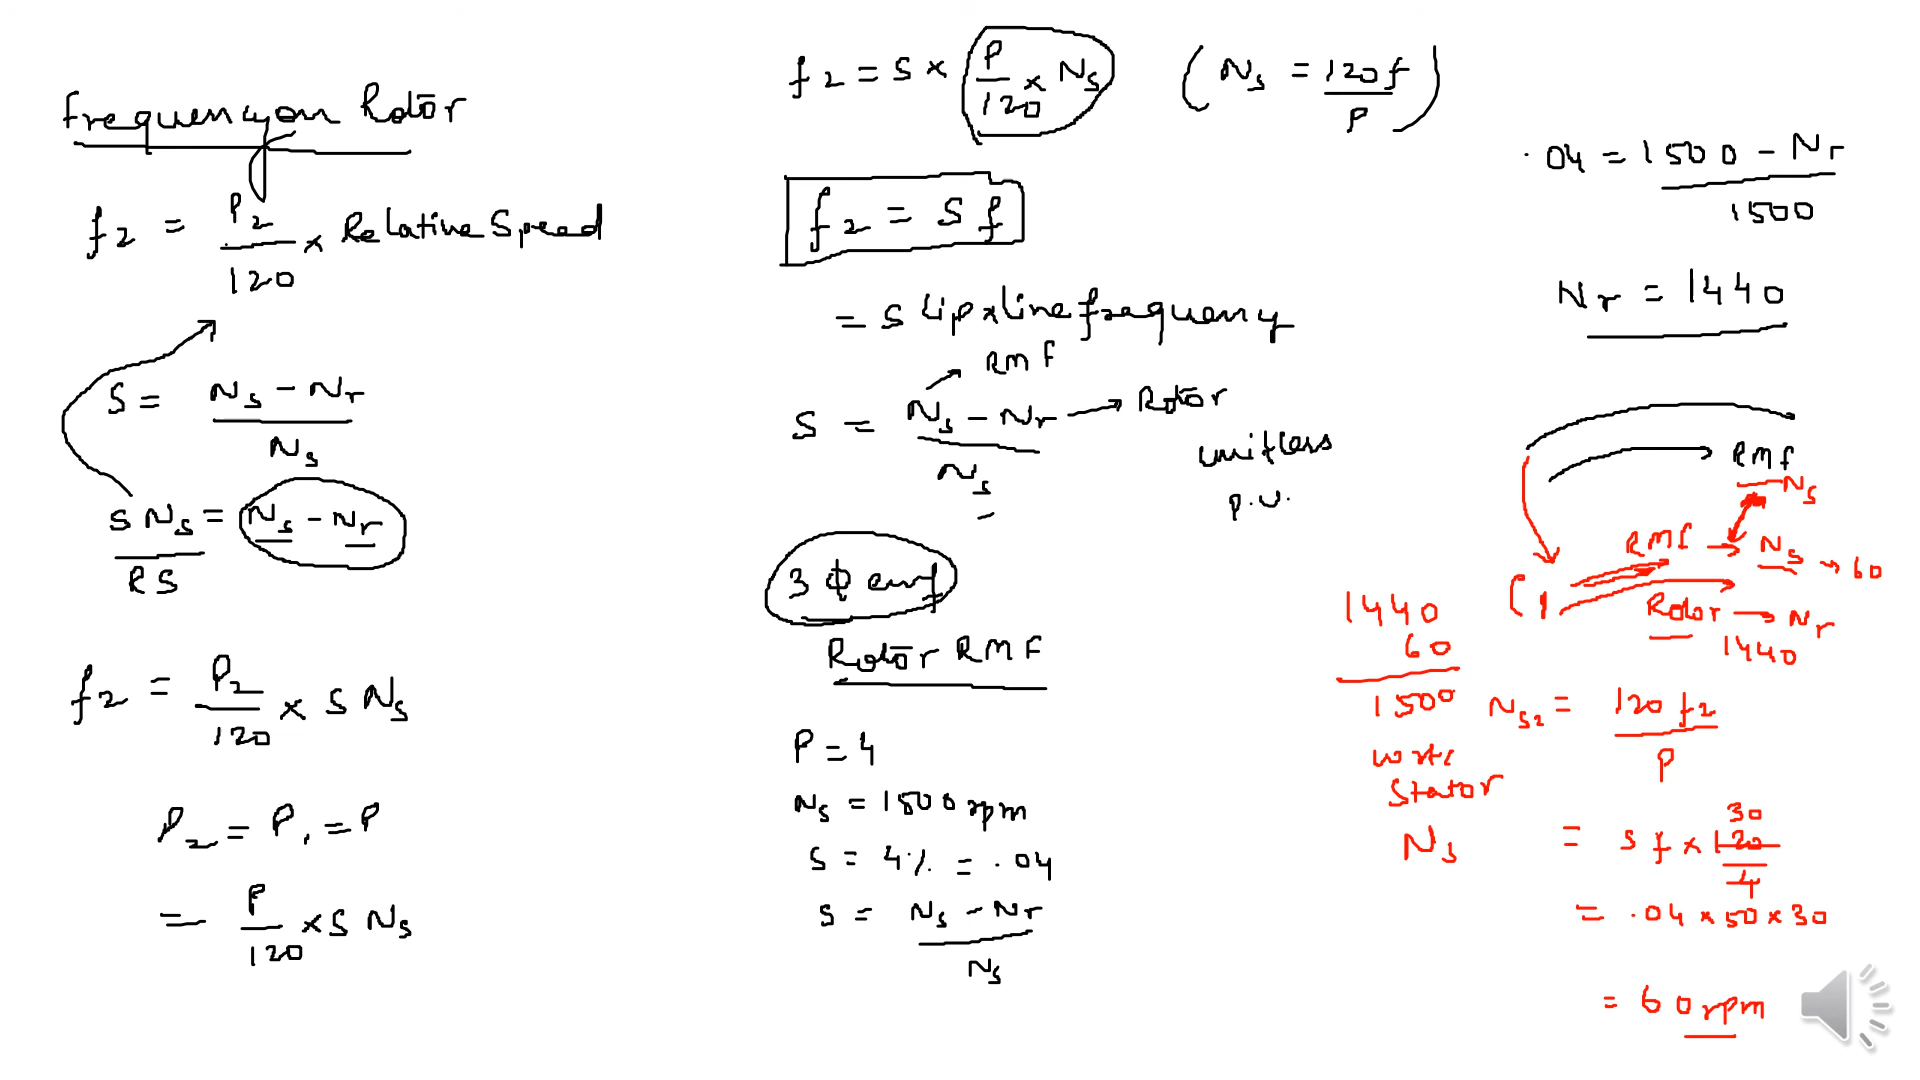 Frequency on Rotor
f2 = P2/120 × Relative Speed
S = Ns - Nr / Ns
s Ns = Ns - Nr
RS
f2 = P2/120 × s Ns
P2 = P1 = P
= P/120 × s Ns
f2 = s × P/120 × Ns (Ns = 120f/P)
f2 = sf
= slip × line frequency
RMF
S = Ns - Nr / Ns → Rotor
unitless
p.u.
3 Φ emf
Rotor RMF
P = 4
Ns = 1500 rpm
s = 4% = .04
s = Ns - Nr / Ns
.04 = 1500 - Nr / 1500
Nr = 1440
RMF
Ns
RMF → Ns → 60
Rotor → Nr
1440
1440
60
1500
w.r.t.
Stator
Ns
Ns2 = 120 f2 / P
= sf × 120/4
30
= .04 × 50 × 30
= 60 rpm